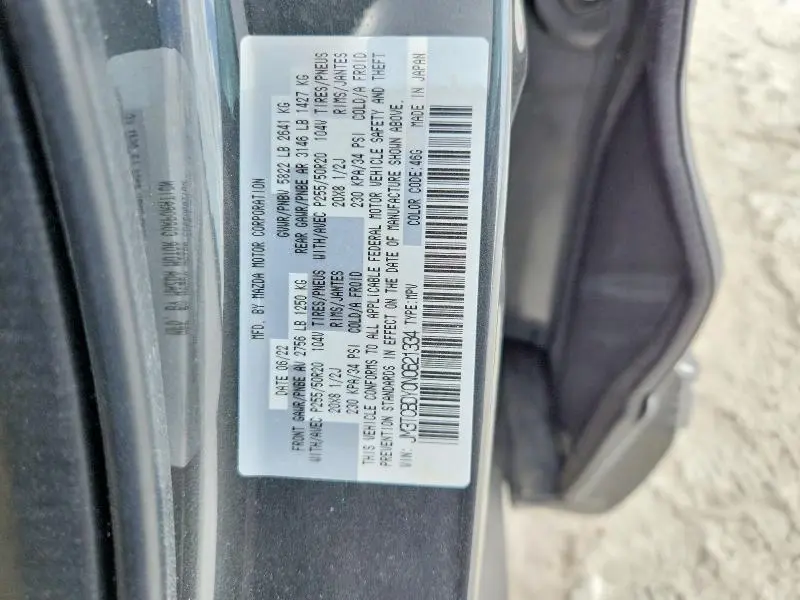 MFD. BY MAZDA MOTOR CORPORATION
DATE 06/22 GVWR/PNBV 5822 LB 2641 KG
FRONT GAWR/PNBE AV 2756 LB 1250 KG REAR GAWR/PNBE AR 3146 LB 1427 KG
WITH/AVEC P255/50R20 104V TIRES/PNEUS WITH/AVEC P255/50R20 104V TIRES/PNEUS
20X8 1/2J RIMS/JANTES 20X8 1/2J RIMS/JANTES
230 KPA/34 PSI COLD/A FROID 230 KPA/34 PSI COLD/A FROID
THIS VEHICLE CONFORMS TO ALL APPLICABLE FEDERAL MOTOR VEHICLE SAFETY AND THEFT
PREVENTION STANDARDS IN EFFECT ON THE DATE OF MANUFACTURE SHOWN ABOVE.
VIN: JM3TCBDY0N0621334 TYPE:MPV COLOR CODE:46G MADE IN JAPAN